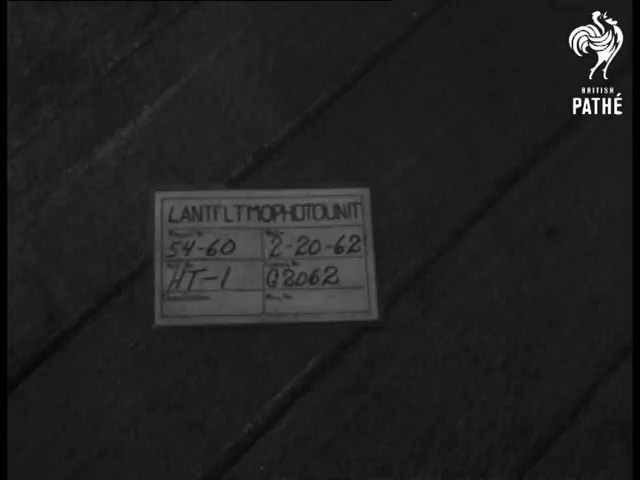 BRITISH
PATHÉ
LANTFLTMOPHOTOUNIT
54-60 2-20-62
HT-1 G2062